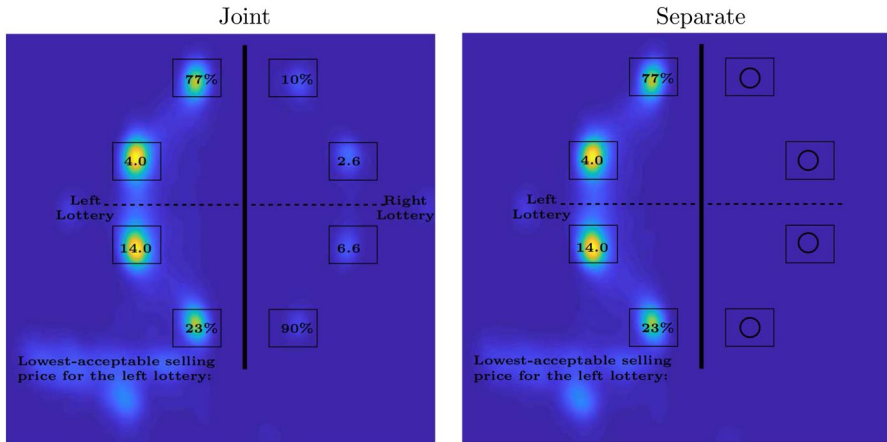 Joint
77%
10%
4.0
2.6
Left
Lottery
Right
Lottery
14.0
6.6
23%
90%
Lowest-acceptable selling
price for the left lottery:
Separate
77%
4.0
Left
Lottery
14.0
23%
Lowest-acceptable selling
price for the left lottery: